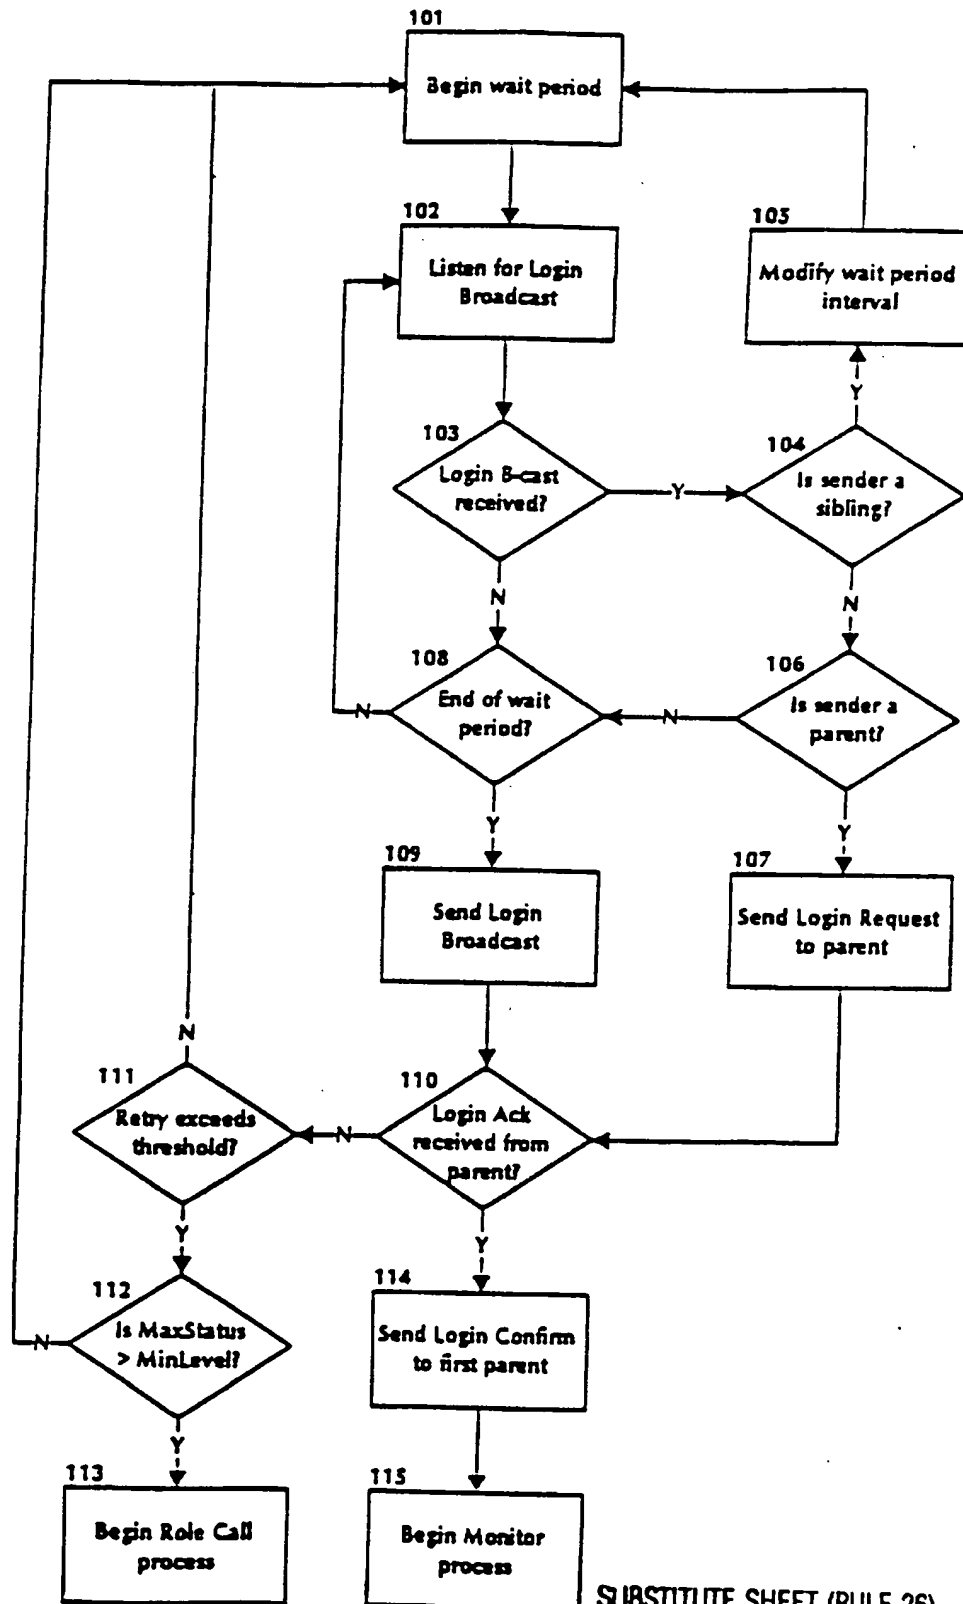 101
Begin wait period
102
Listen for Login
Broadcast
105
Modify wait period
interval
Y
103
Login B-cast
received?
Y
104
Is sender a
sibling?
N
N
108
End of wait
period?
N
N
106
Is sender a
parent?
Y
Y
109
Send Login
Broadcast
107
Send Login Request
to parent
N
111
Retry exceeds
threshold?
N
110
Login Ack
received from
parent?
Y
Y
112
Is MaxStatus
> MinLevel?
N
114
Send Login Confirm
to first parent
Y
113
Begin Role Call
process
115
Begin Monitor
process
SUBSTITUTE SHEET (RULE 26)